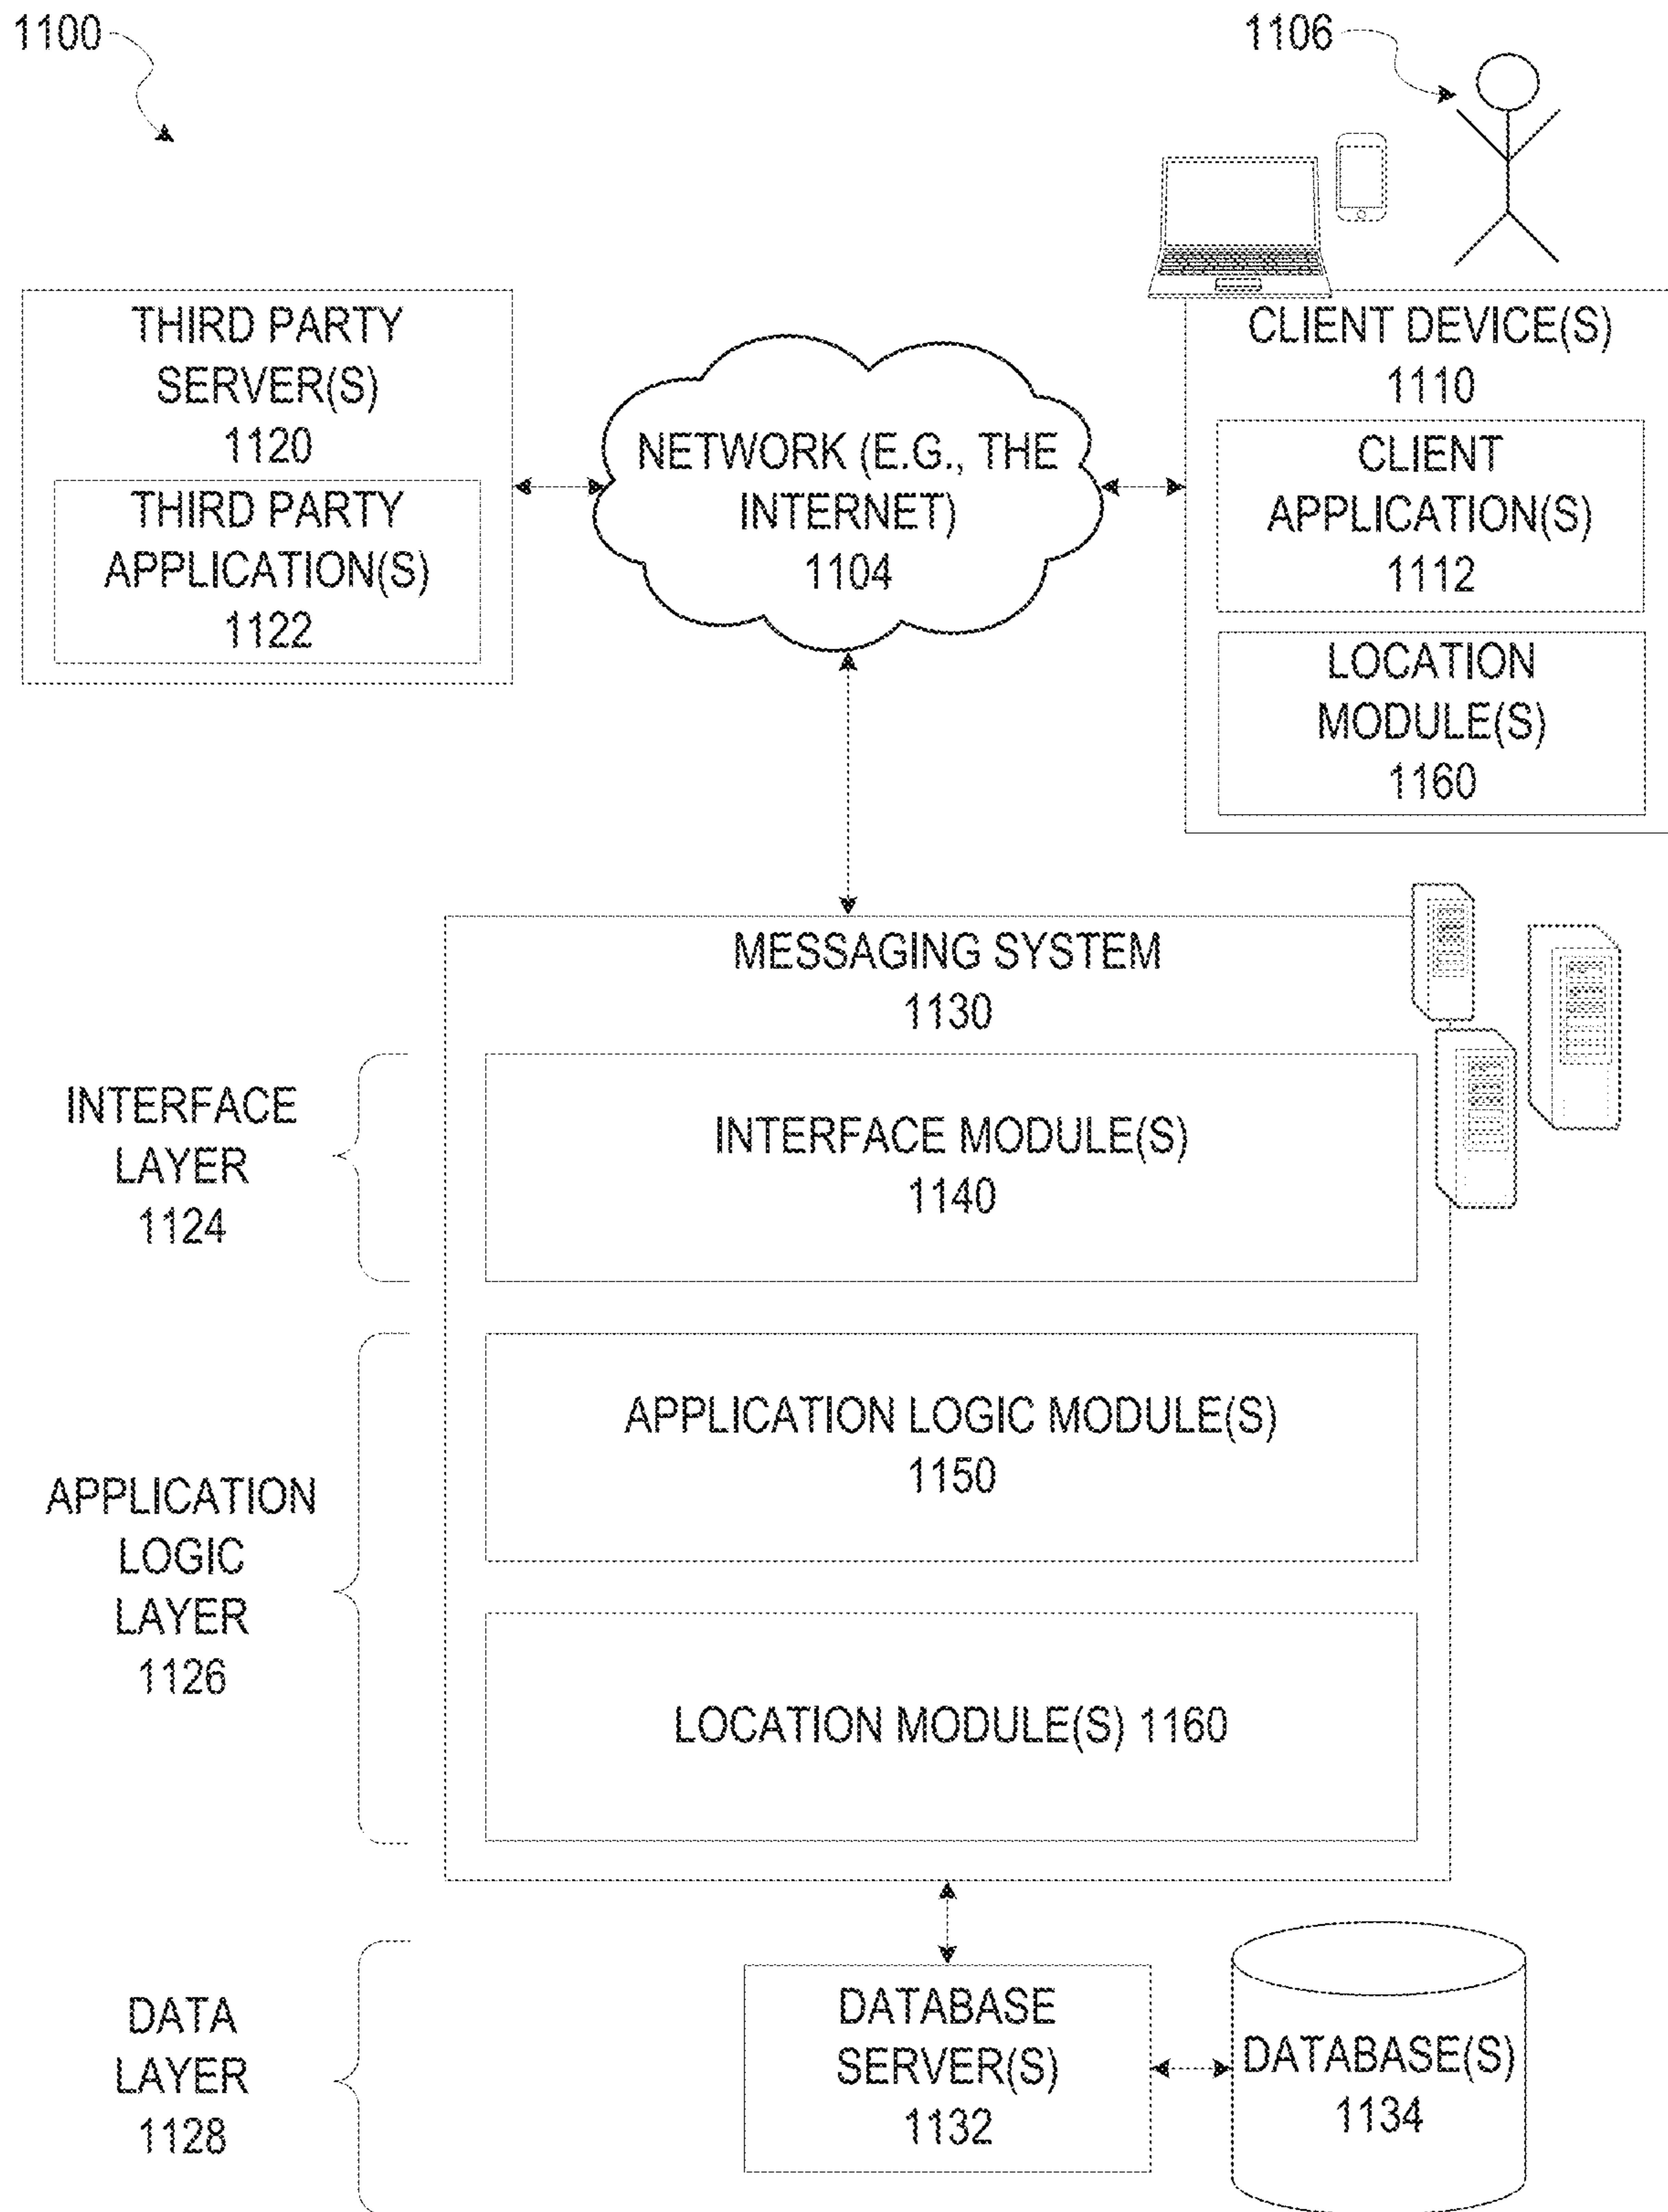 1100
1106
THIRD PARTY
SERVER(S)
1120
THIRD PARTY
APPLICATION(S)
1122
NETWORK (E.G., THE
INTERNET)
1104
CLIENT DEVICE(S)
1110
CLIENT
APPLICATION(S)
1112
LOCATION
MODULE(S)
1160
MESSAGING SYSTEM
1130
INTERFACE
LAYER
1124
INTERFACE MODULE(S)
1140
APPLICATION LOGIC MODULE(S)
1150
APPLICATION
LOGIC
LAYER
1126
LOCATION MODULE(S) 1160
DATA
LAYER
1128
DATABASE
SERVER(S)
1132
DATABASE(S)
1134